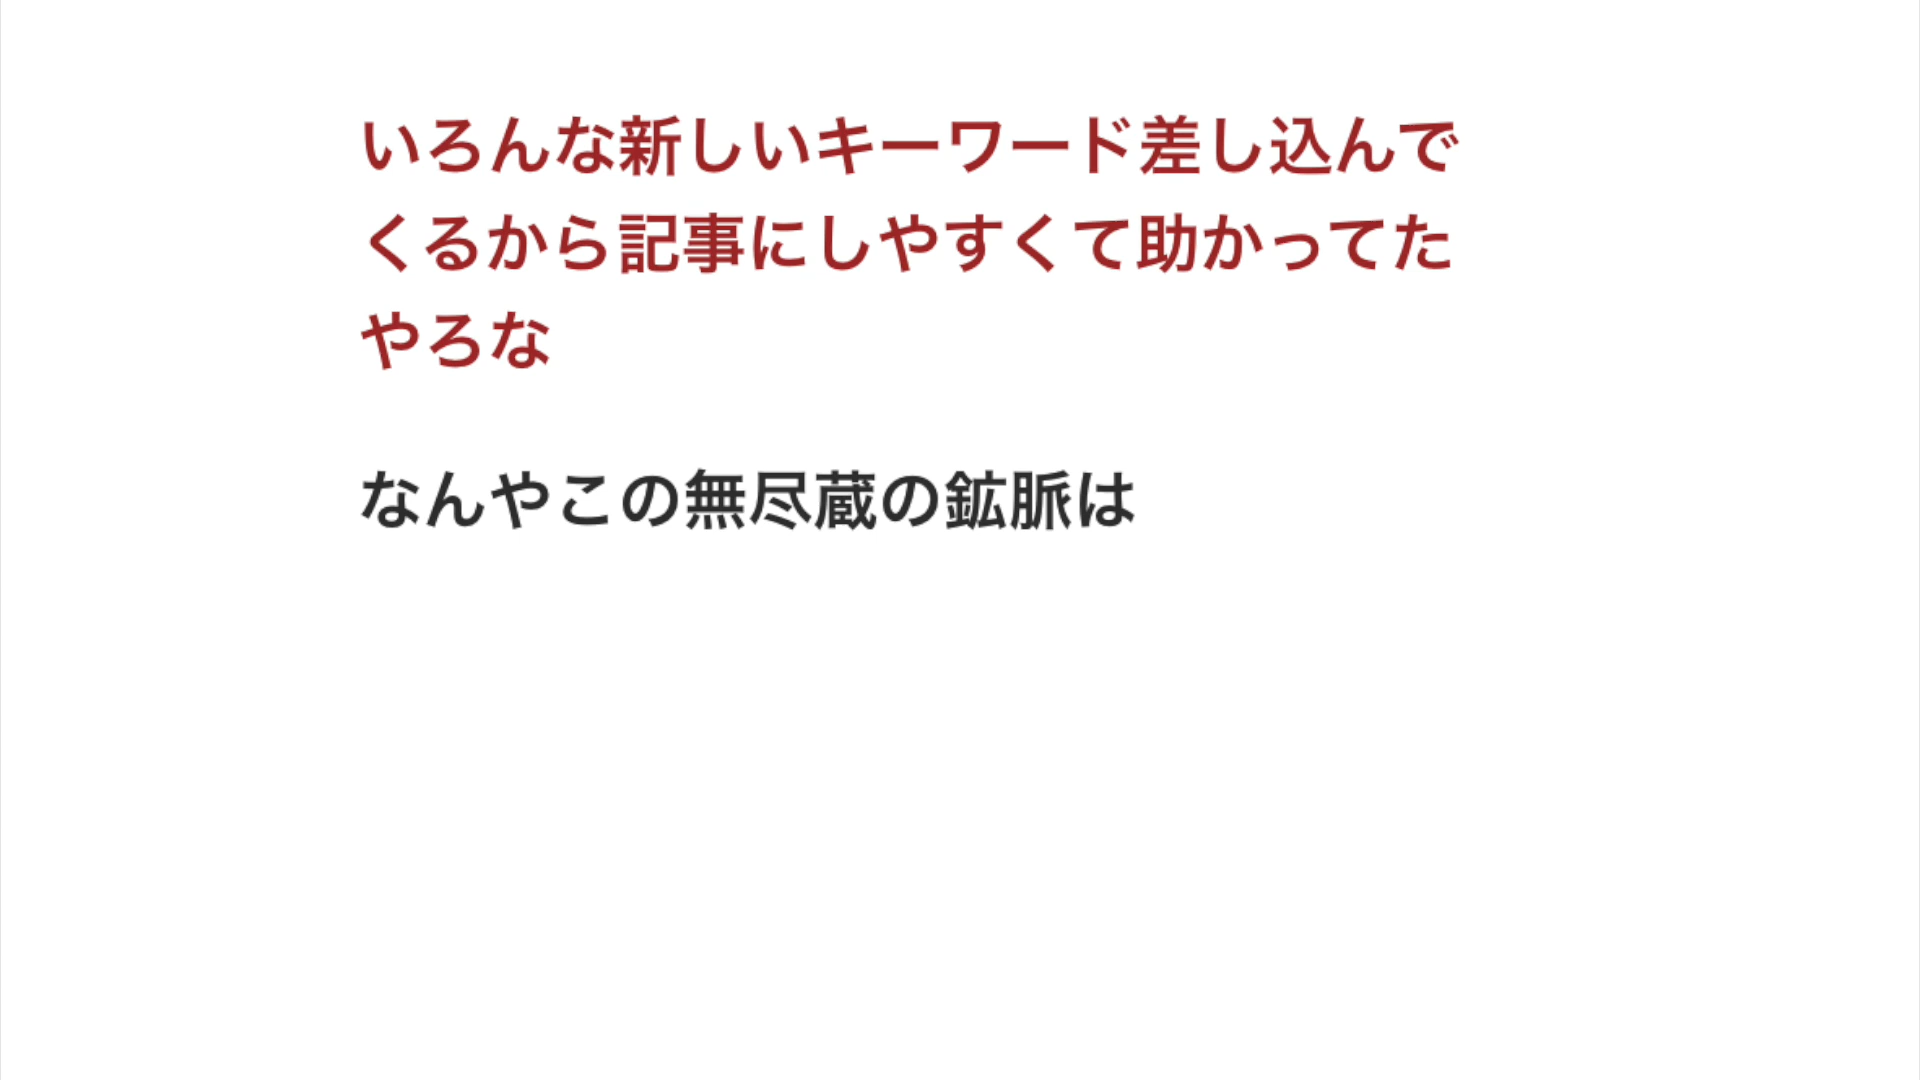 いろんな新しいキーワード差し込んで
くるから記事にしやすくて助かってた
やろな
なんやこの無尽蔵の鉱脈は